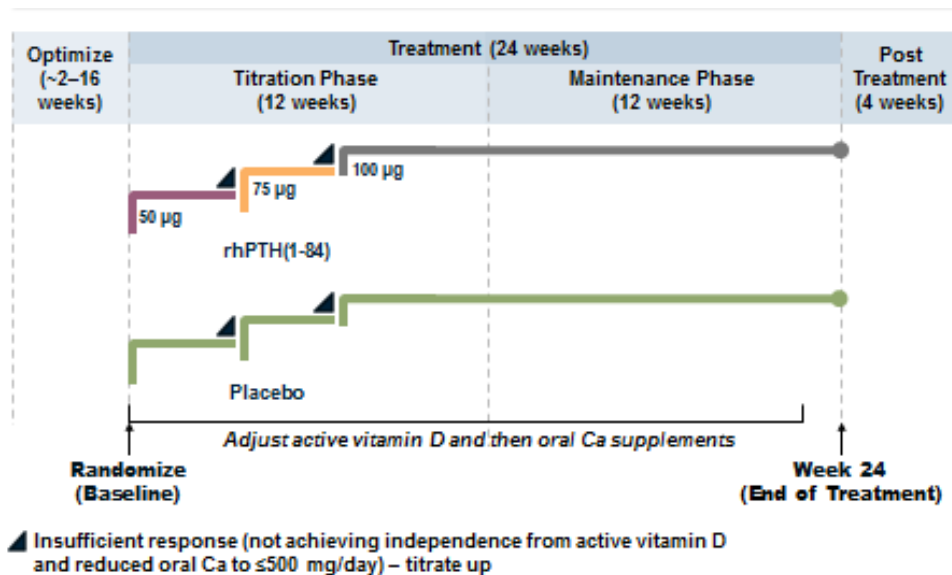 Optimize
(~2–16
weeks)
Treatment (24 weeks)
Titration Phase
(12 weeks)
Maintenance Phase
(12 weeks)
Post
Treatment
(4 weeks)
50 µg
75 µg
100 µg
rhPTH(1-84)
Placebo
Adjust active vitamin D and then oral Ca supplements
Randomize
(Baseline)
Week 24
(End of Treatment)
Insufficient response (not achieving independence from active vitamin D
and reduced oral Ca to ≤500 mg/day) – titrate up